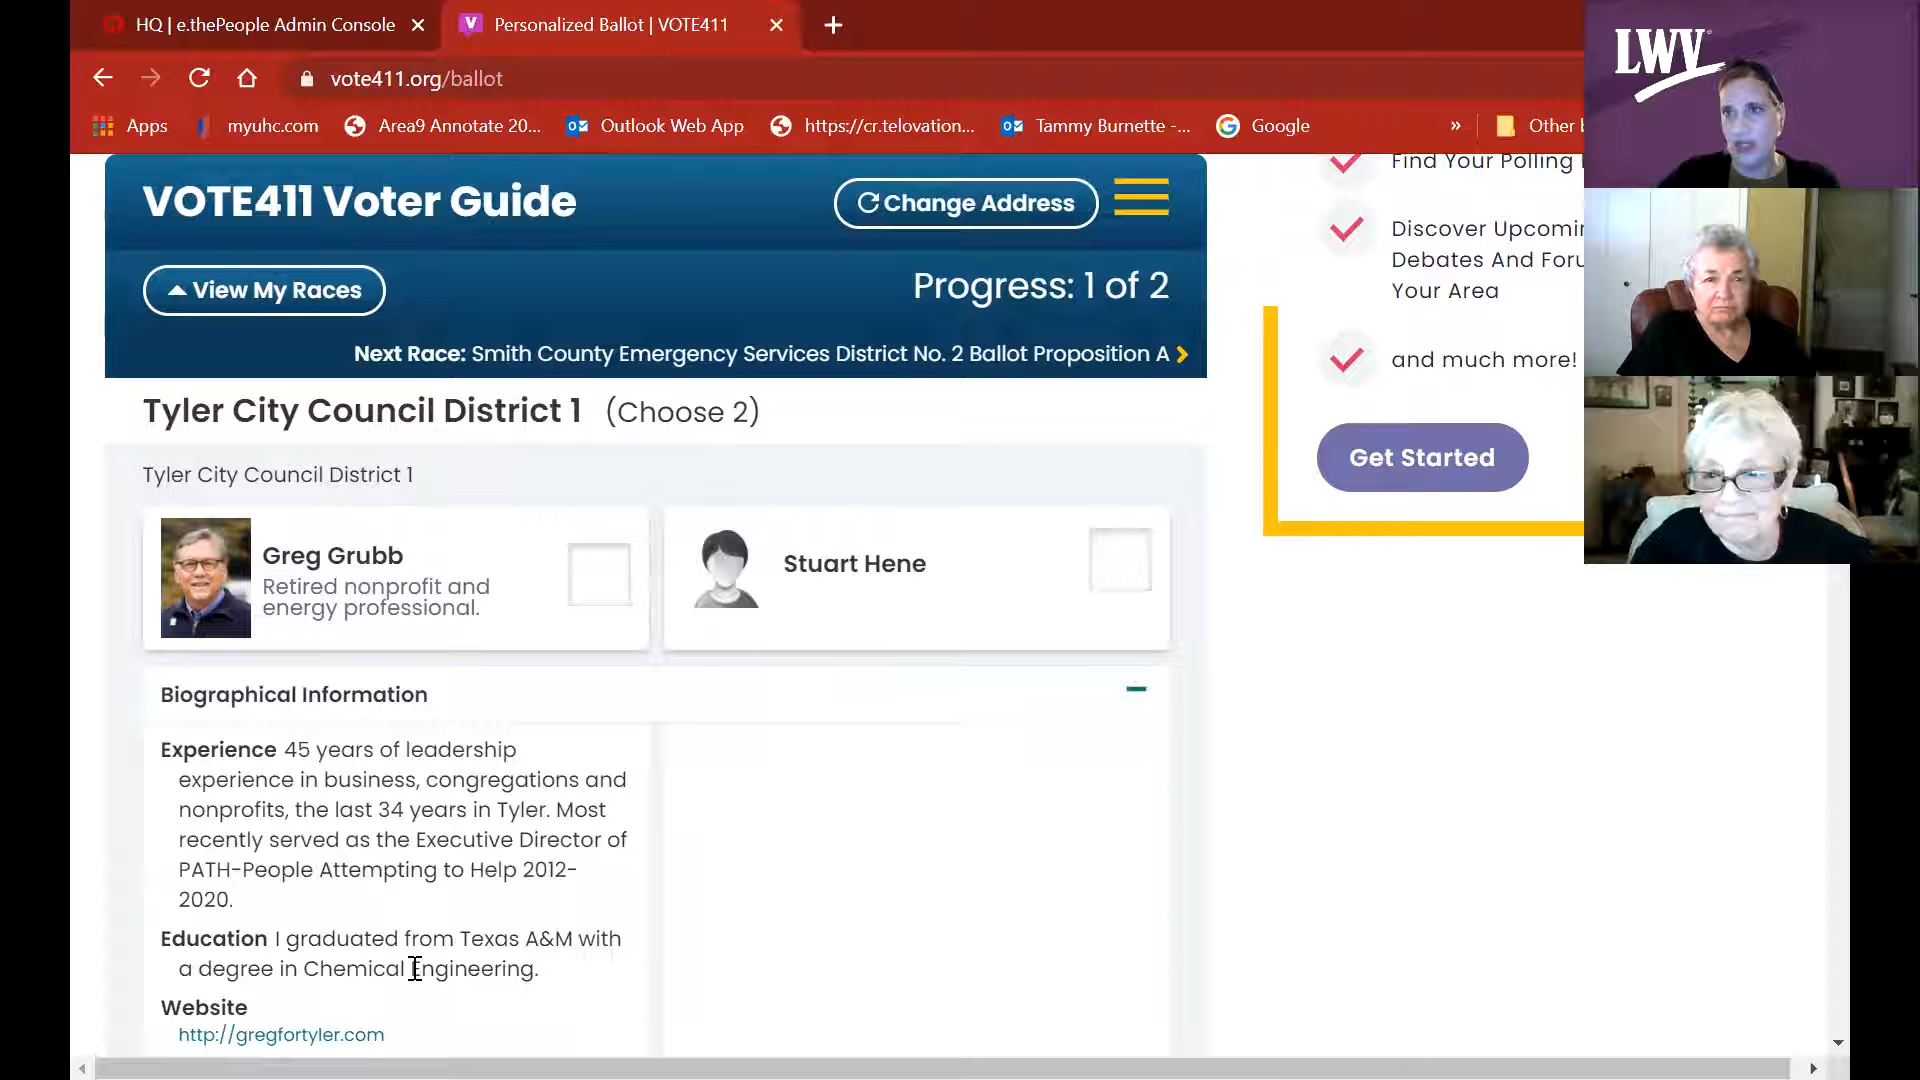 HQ | e.thePeople Admin Console
Personalized Ballot | VOTE411
vote411.org/ballot
Apps
myuhc.com
Area9 Annotate 20...
Outlook Web App
https://cr.telovation...
Tammy Burnette -...
Google
»
Other
LWV
VOTE411 Voter Guide
Change Address
View My Races
Progress: 1 of 2
Next Race: Smith County Emergency Services District No. 2 Ballot Proposition A
Tyler City Council District 1 (Choose 2)
Tyler City Council District 1
Greg Grubb
Retired nonprofit and
energy professional.
Stuart Hene
Biographical Information
Experience 45 years of leadership
experience in business, congregations and
nonprofits, the last 34 years in Tyler. Most
recently served as the Executive Director of
PATH-People Attempting to Help 2012-
2020.
Education I graduated from Texas A&M with
a degree in Chemical Engineering.
Website
http://gregfortyler.com
Find Your Polling
Discover
Debates And
Your Area
and much more!
Get Started